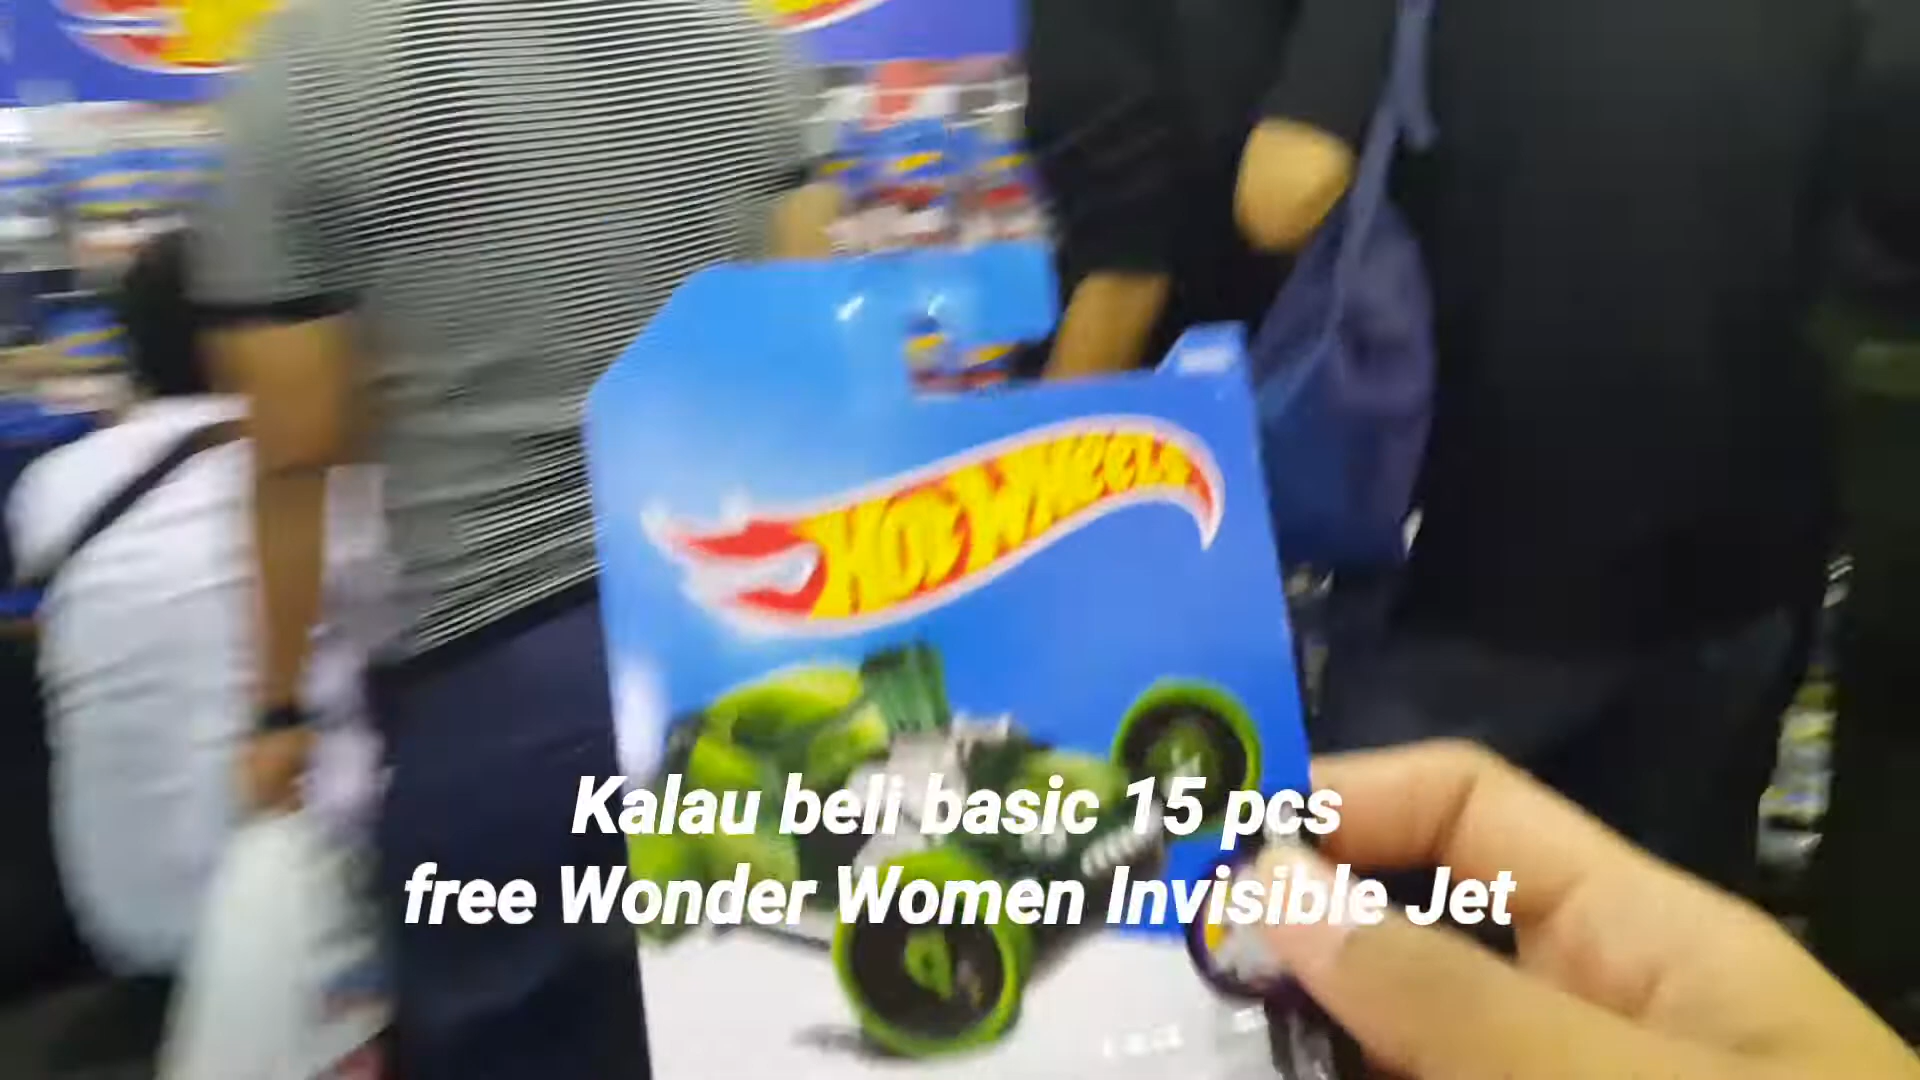 HOT WHEELS
Kalau beli basic 15 pcs
free Wonder Women Invisible Jet